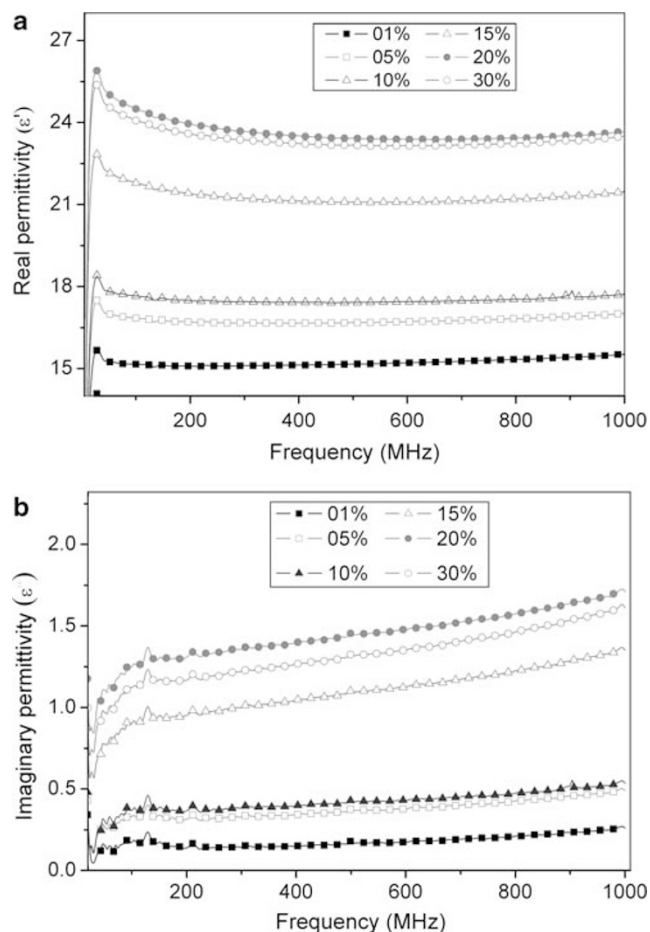 a
27
24
21
18
15
Real permittivity (ε')
01% 15%
05% 20%
10% 30%
200 400 600 800 1000
Frequency (MHz)
b
2.0
1.5
1.0
0.5
0.0
Imaginary permittivity (ε
01% 15%
05% 20%
10% 30%
200 400 600 800 1000
Frequency (MHz)